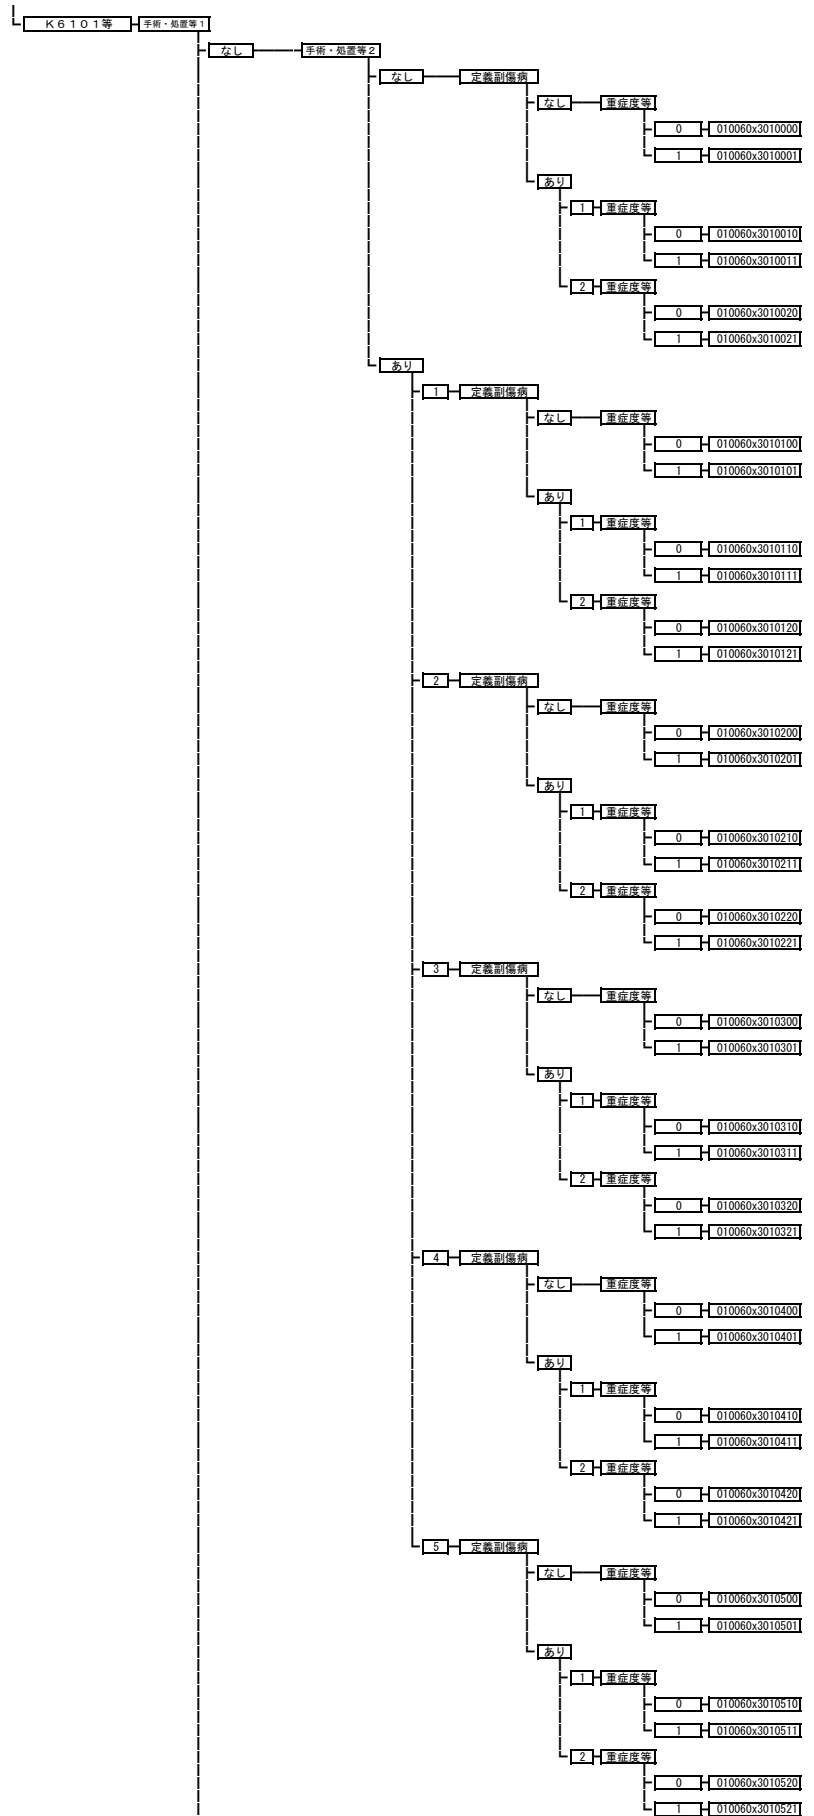 K6101等 手術・処置等1
なし 手術・処置等2
なし 定義副傷病
なし 重症度等
0 010060x3010000
1 010060x3010001
あり
1 重症度等
0 010060x3010010
1 010060x3010011
2 重症度等
0 010060x3010020
1 010060x3010021
あり
1 定義副傷病
なし 重症度等
0 010060x3010100
1 010060x3010101
あり
1 重症度等
0 010060x3010110
1 010060x3010111
2 重症度等
0 010060x3010120
1 010060x3010121
2 定義副傷病
なし 重症度等
0 010060x3010200
1 010060x3010201
あり
1 重症度等
0 010060x3010210
1 010060x3010211
2 重症度等
0 010060x3010220
1 010060x3010221
3 定義副傷病
なし 重症度等
0 010060x3010300
1 010060x3010301
あり
1 重症度等
0 010060x3010310
1 010060x3010311
2 重症度等
0 010060x3010320
1 010060x3010321
4 定義副傷病
なし 重症度等
0 010060x3010400
1 010060x3010401
あり
1 重症度等
0 010060x3010410
1 010060x3010411
2 重症度等
0 010060x3010420
1 010060x3010421
5 定義副傷病
なし 重症度等
0 010060x3010500
1 010060x3010501
あり
1 重症度等
0 010060x3010510
1 010060x3010511
2 重症度等
0 010060x3010520
1 010060x3010521